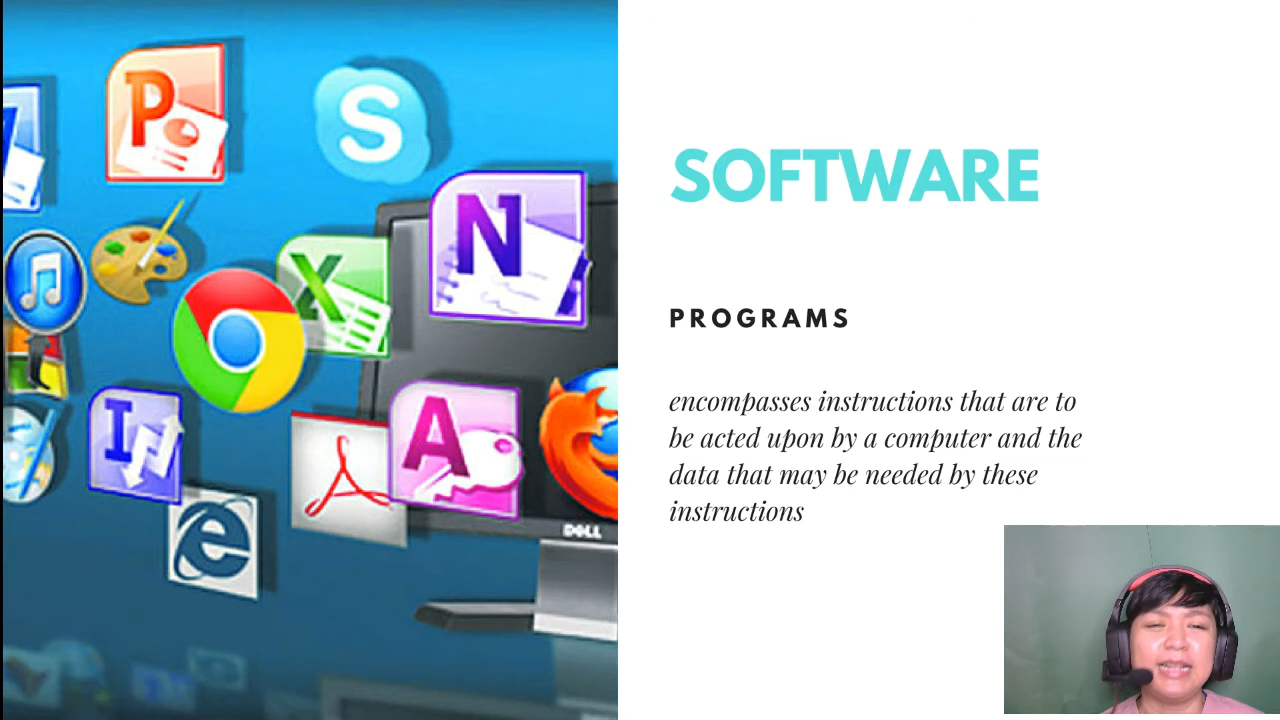 P
S
N
X
I
A
DELL
SOFTWARE
PROGRAMS
encompasses instructions that are to
be acted upon by a computer and the
data that may be needed by these
instructions